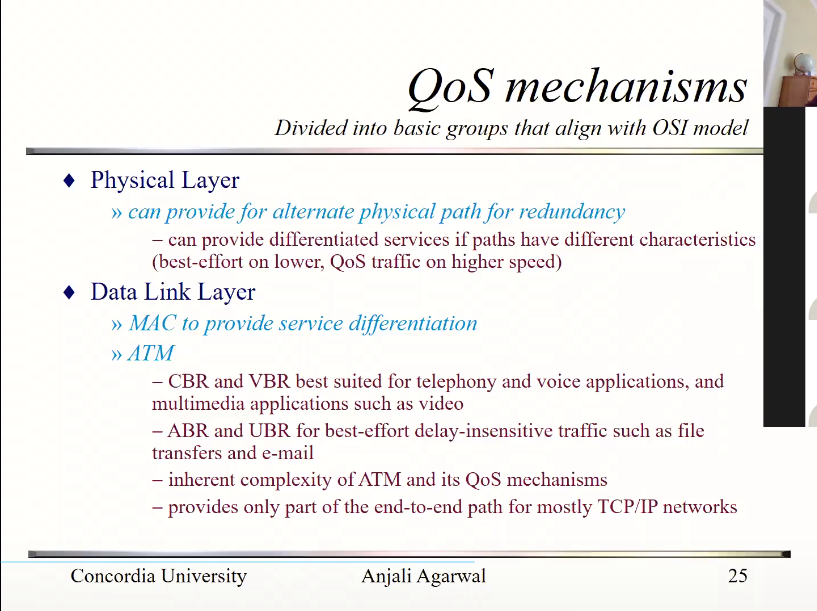 QoS mechanisms
Divided into basic groups that align with OSI model
♦ Physical Layer
» can provide for alternate physical path for redundancy
– can provide differentiated services if paths have different characteristics
(best-effort on lower, QoS traffic on higher speed)
♦ Data Link Layer
» MAC to provide service differentiation
» ATM
– CBR and VBR best suited for telephony and voice applications, and
multimedia applications such as video
– ABR and UBR for best-effort delay-insensitive traffic such as file
transfers and e-mail
– inherent complexity of ATM and its QoS mechanisms
– provides only part of the end-to-end path for mostly TCP/IP networks
Concordia University Anjali Agarwal 25